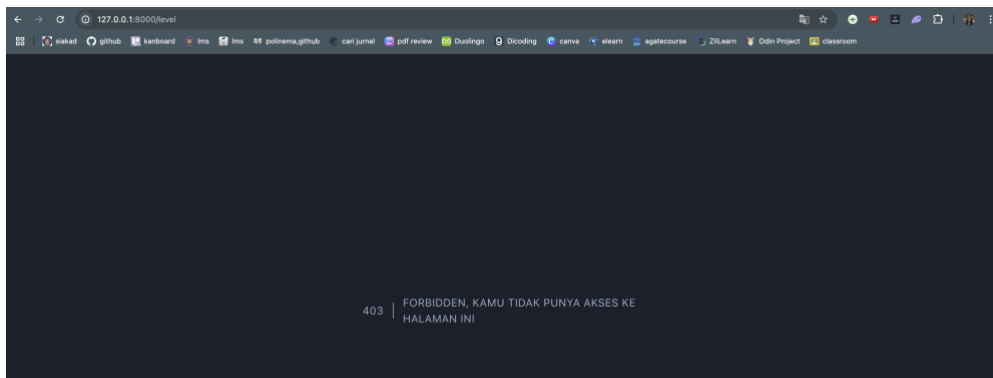 127.0.0.1:8000/level
siakad github kanboard lms lms polinema,github cari jurnal pdf review Duolingo Dicoding canva elearn agatecourse ZilLearn Odin Project classroom
403
FORBIDDEN, KAMU TIDAK PUNYA AKSES KE
HALAMAN INI